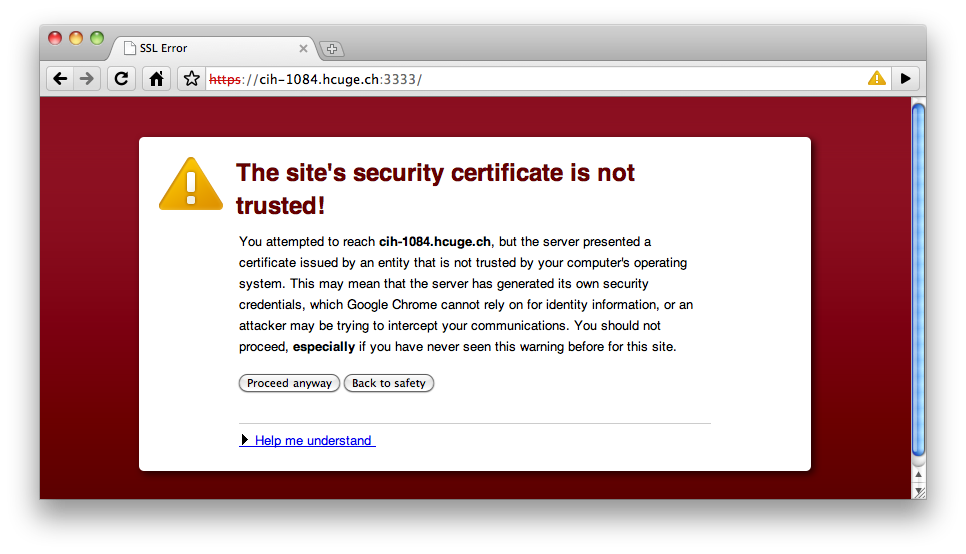 SSL Error
https://cih-1084.hcuge.ch:3333/
The site's security certificate is not
trusted!
You attempted to reach cih-1084.hcuge.ch, but the server presented a
certificate issued by an entity that is not trusted by your computer's operating
system. This may mean that the server has generated its own security
credentials, which Google Chrome cannot rely on for identity information, or an
attacker may be trying to intercept your communications. You should not
proceed, especially if you have never seen this warning before for this site.
Proceed anyway Back to safety
Help me understand